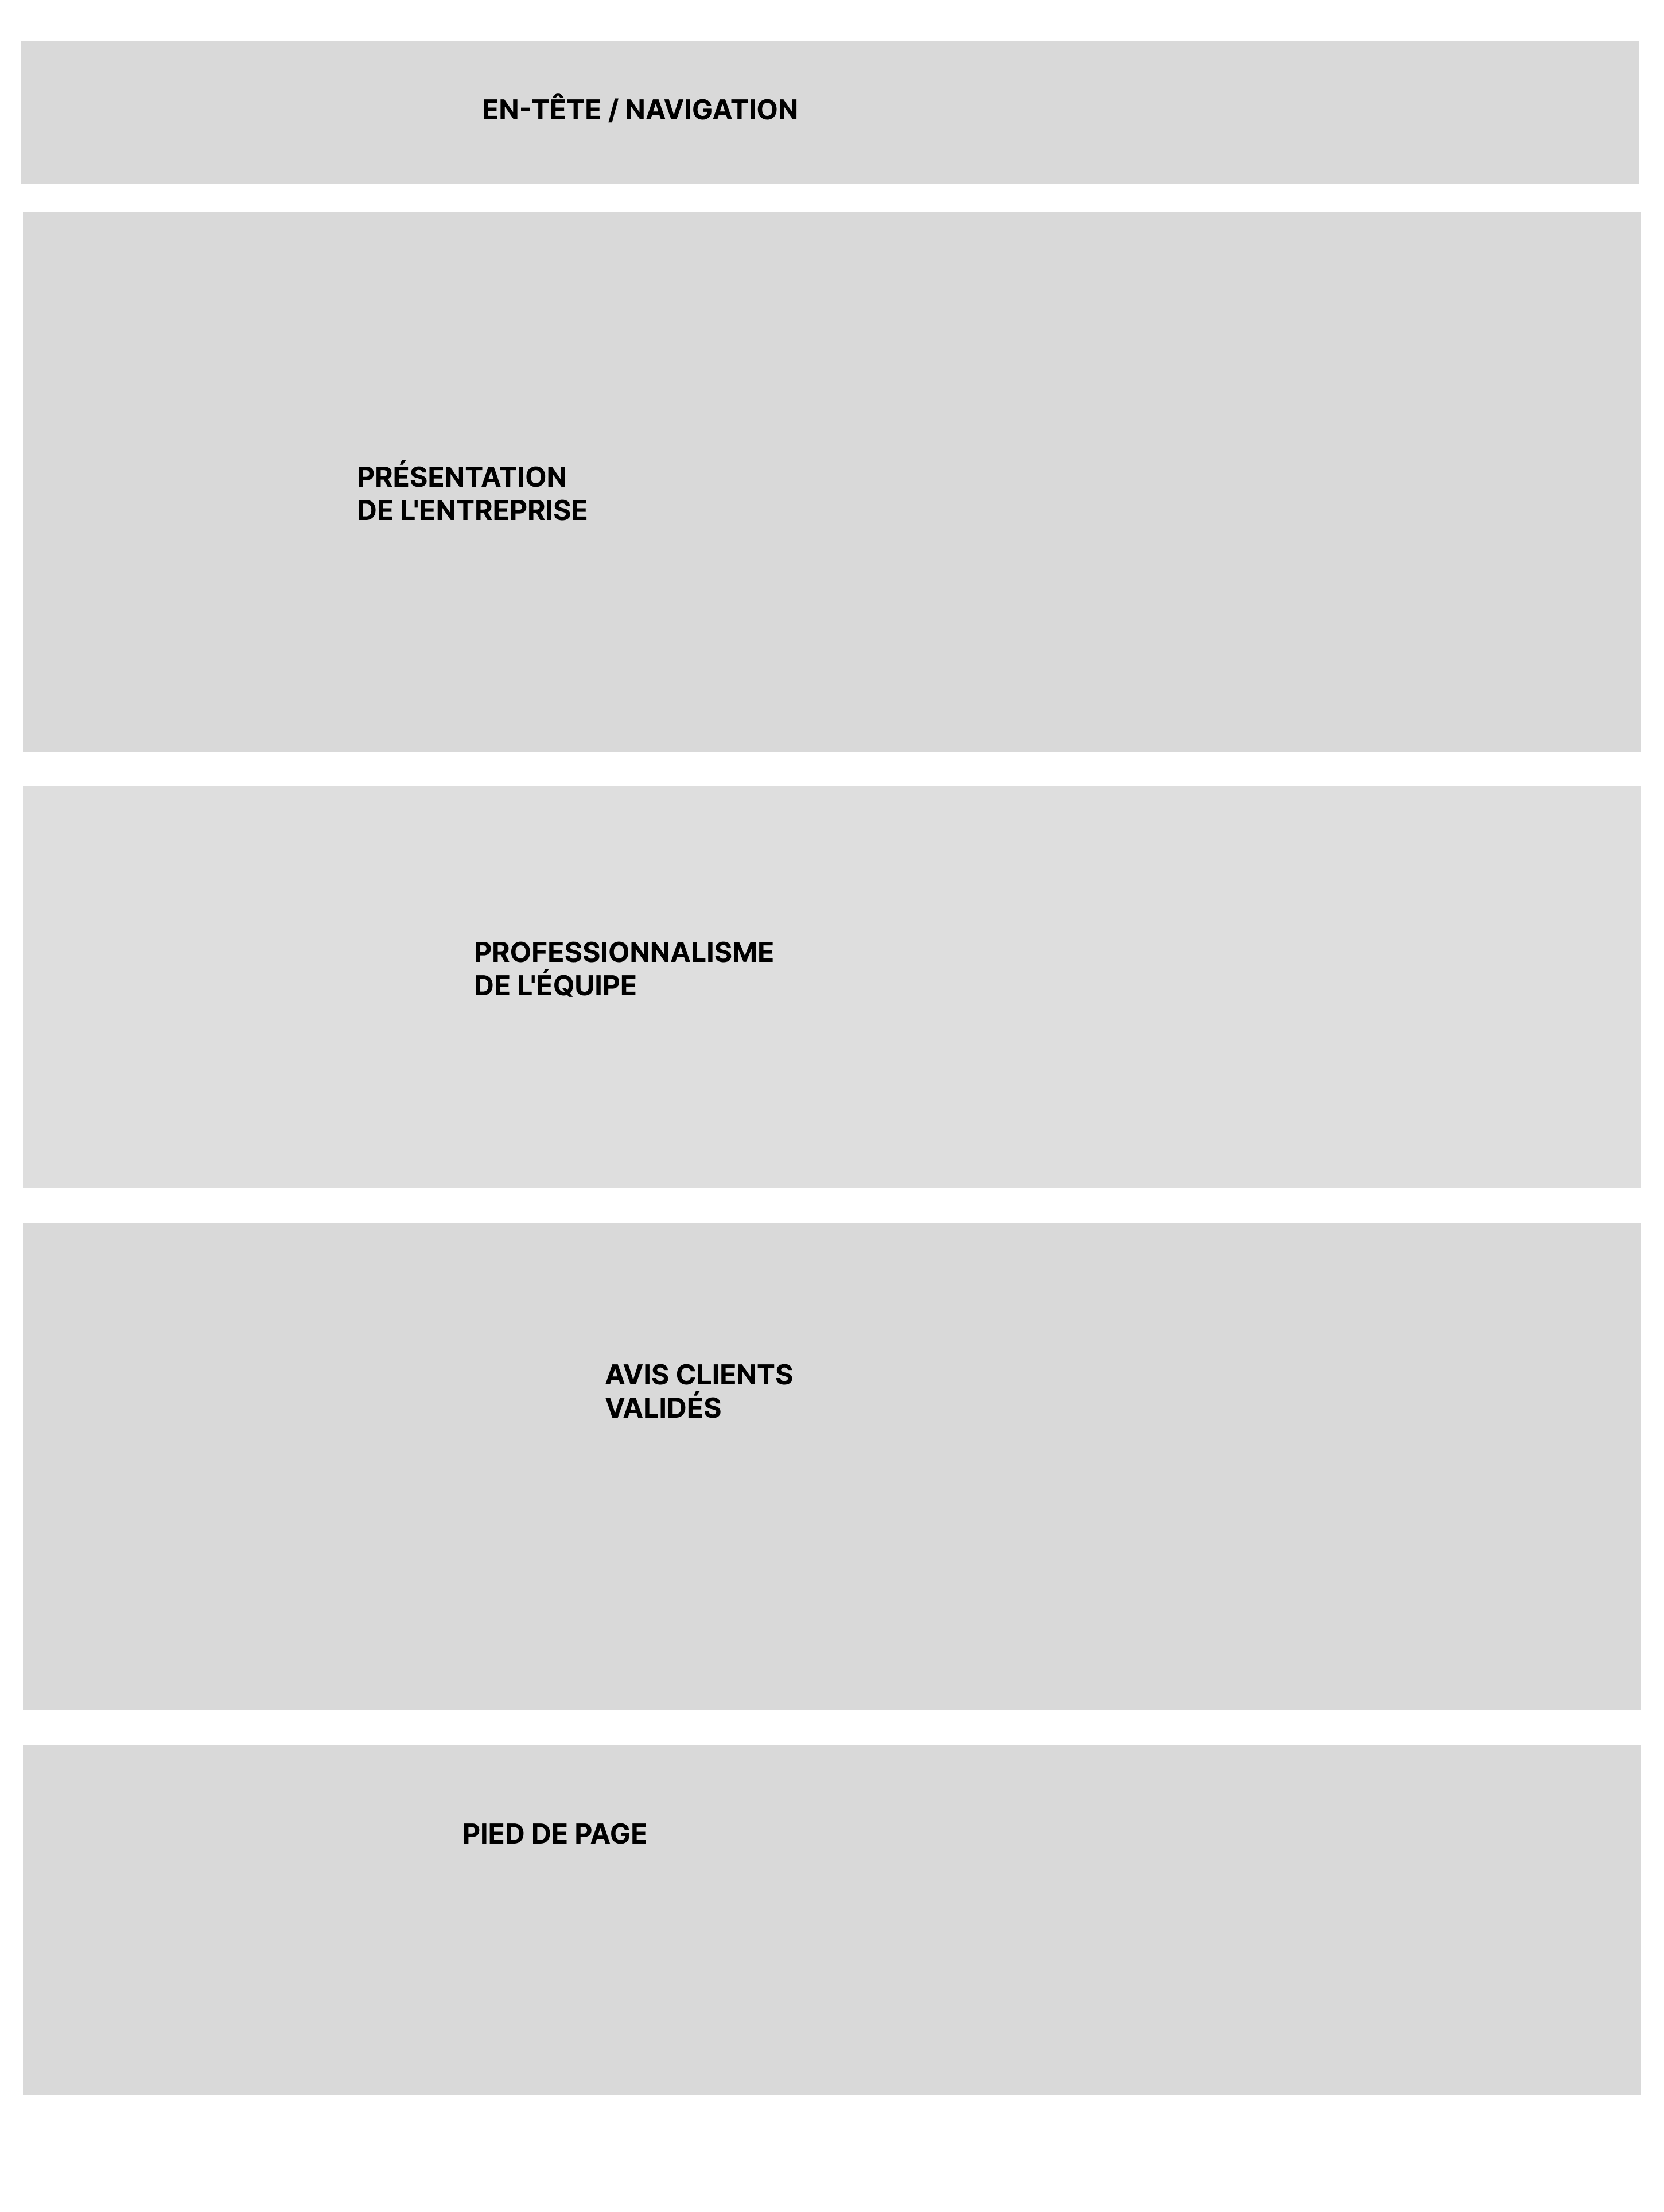 EN-TÊTE / NAVIGATION
PRÉSENTATION
DE L'ENTREPRISE
PROFESSIONNALISME
DE L'ÉQUIPE
AVIS CLIENTS
VALIDÉS
PIED DE PAGE